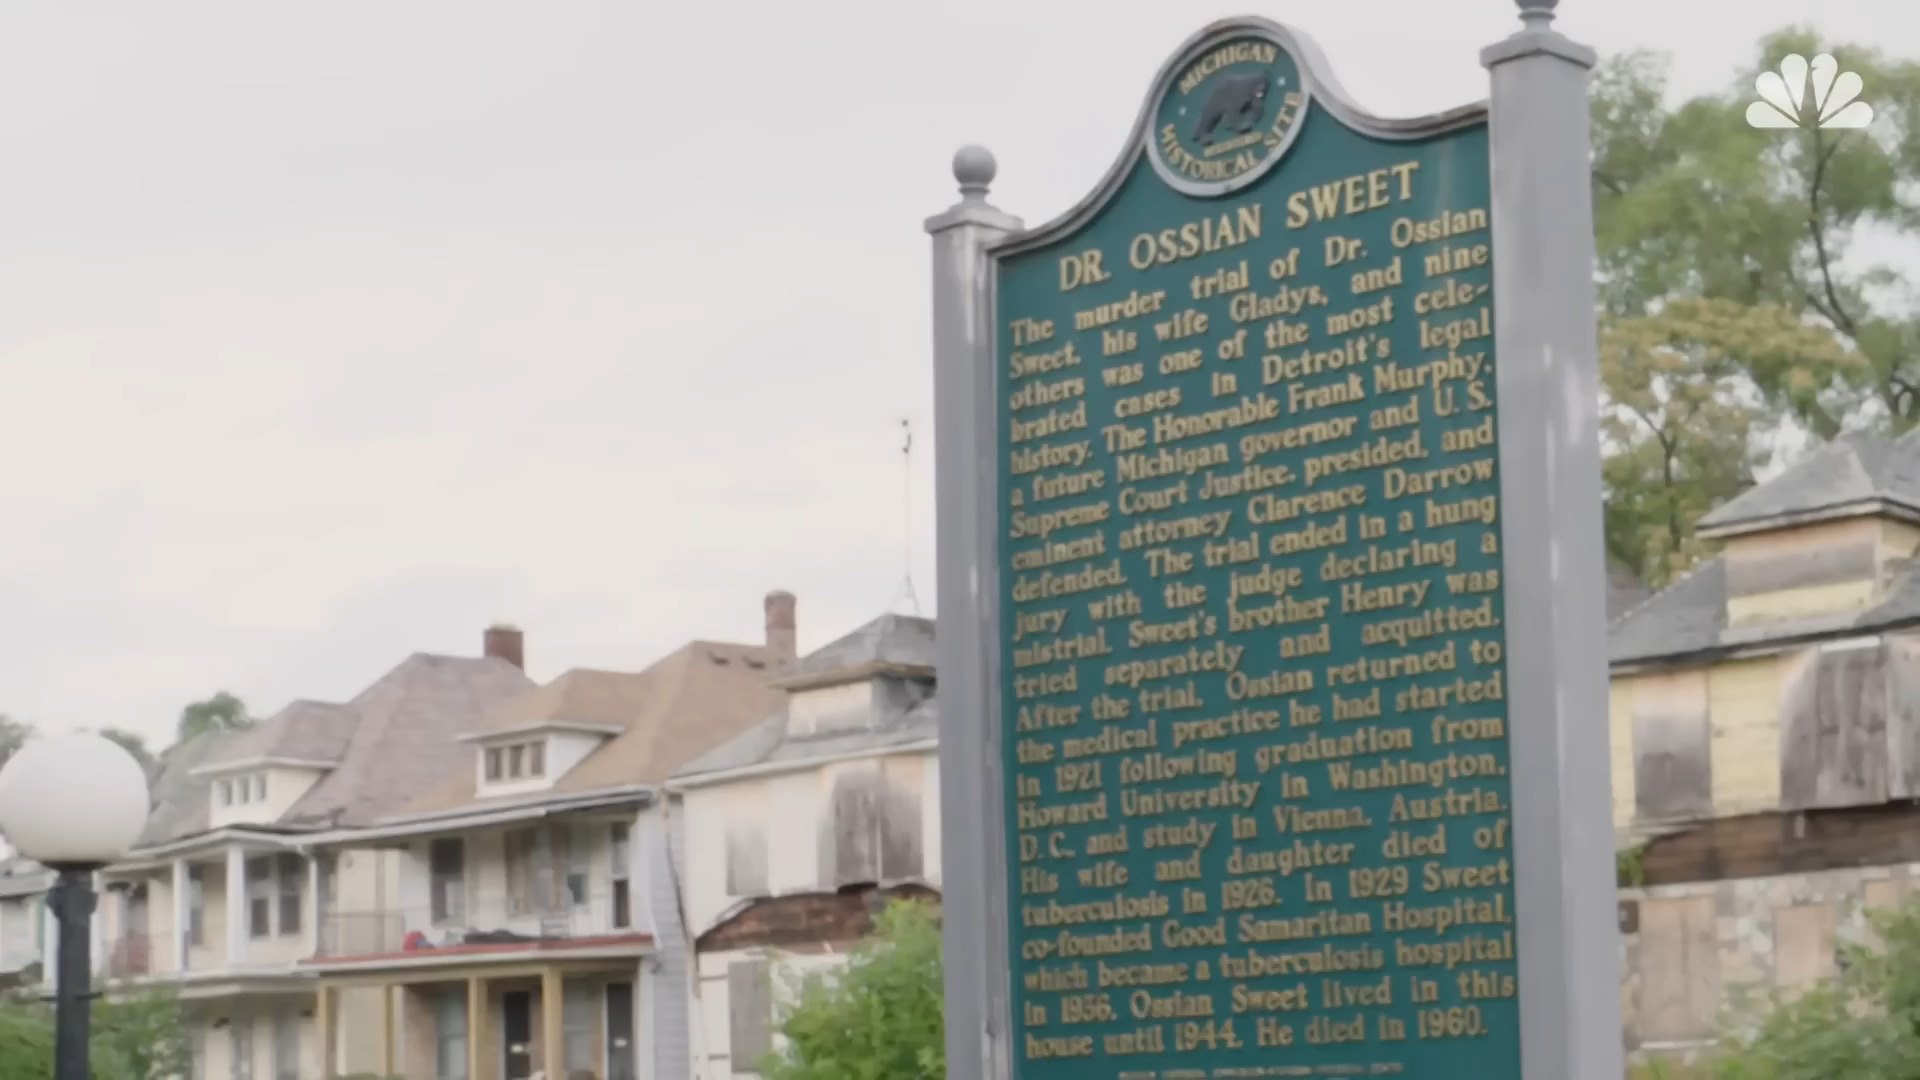 MICHIGAN
HISTORICAL SITE
DR. OSSIAN SWEET
The murder trial of Dr. Ossian
Sweet, his wife Gladys, and nine
others was one of the most cele-
brated cases in Detroit's legal
history. The Honorable Frank Murphy,
a future Michigan governor and U.S.
Supreme Court Justice, presided, and
eminent attorney Clarence Darrow
defended. The trial ended in a hung
jury with the judge declaring a
mistrial. Sweet's brother Henry was
tried separately and acquitted.
After the trial, Ossian returned to
the medical practice he had started
in 1921 following graduation from
Howard University in Washington,
D.C., and study in Vienna, Austria.
His wife and daughter died of
tuberculosis in 1926. In 1929 Sweet
co-founded Good Samaritan Hospital,
which became a tuberculosis hospital
in 1936. Ossian Sweet lived in this
house until 1944. He died in 1960.